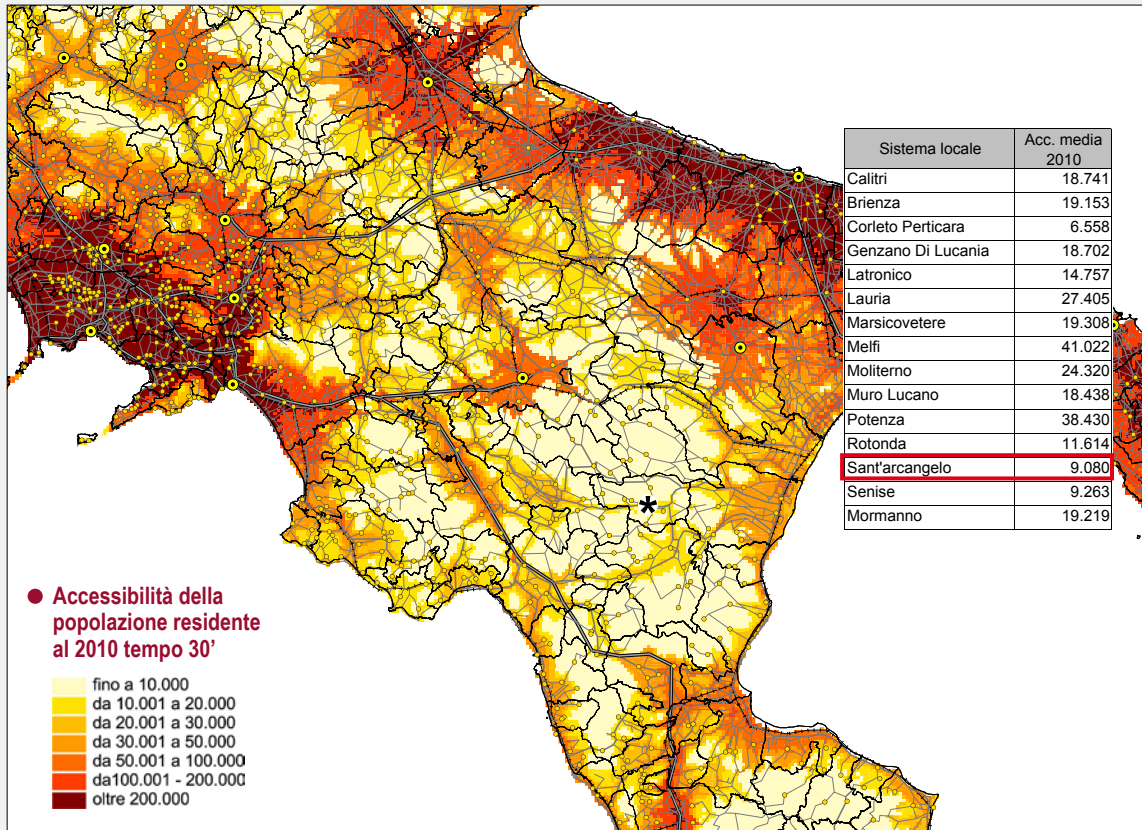 Sistema locale Acc. media 2010
Calitri 18.741
Brienza 19.153
Corleto Perticara 6.558
Genzano Di Lucania 18.702
Latronico 14.757
Lauria 27.405
Marsicovetere 19.308
Melfi 41.022
Moliterno 24.320
Muro Lucano 18.438
Potenza 38.430
Rotonda 11.614
Sant'arcangelo 9.080
Senise 9.263
Mormanno 19.219
*
Accessibilità della
popolazione residente
al 2010 tempo 30’
fino a 10.000
da 10.001 a 20.000
da 20.001 a 30.000
da 30.001 a 50.000
da 50.001 a 100.000
da100.001 - 200.000
oltre 200.000